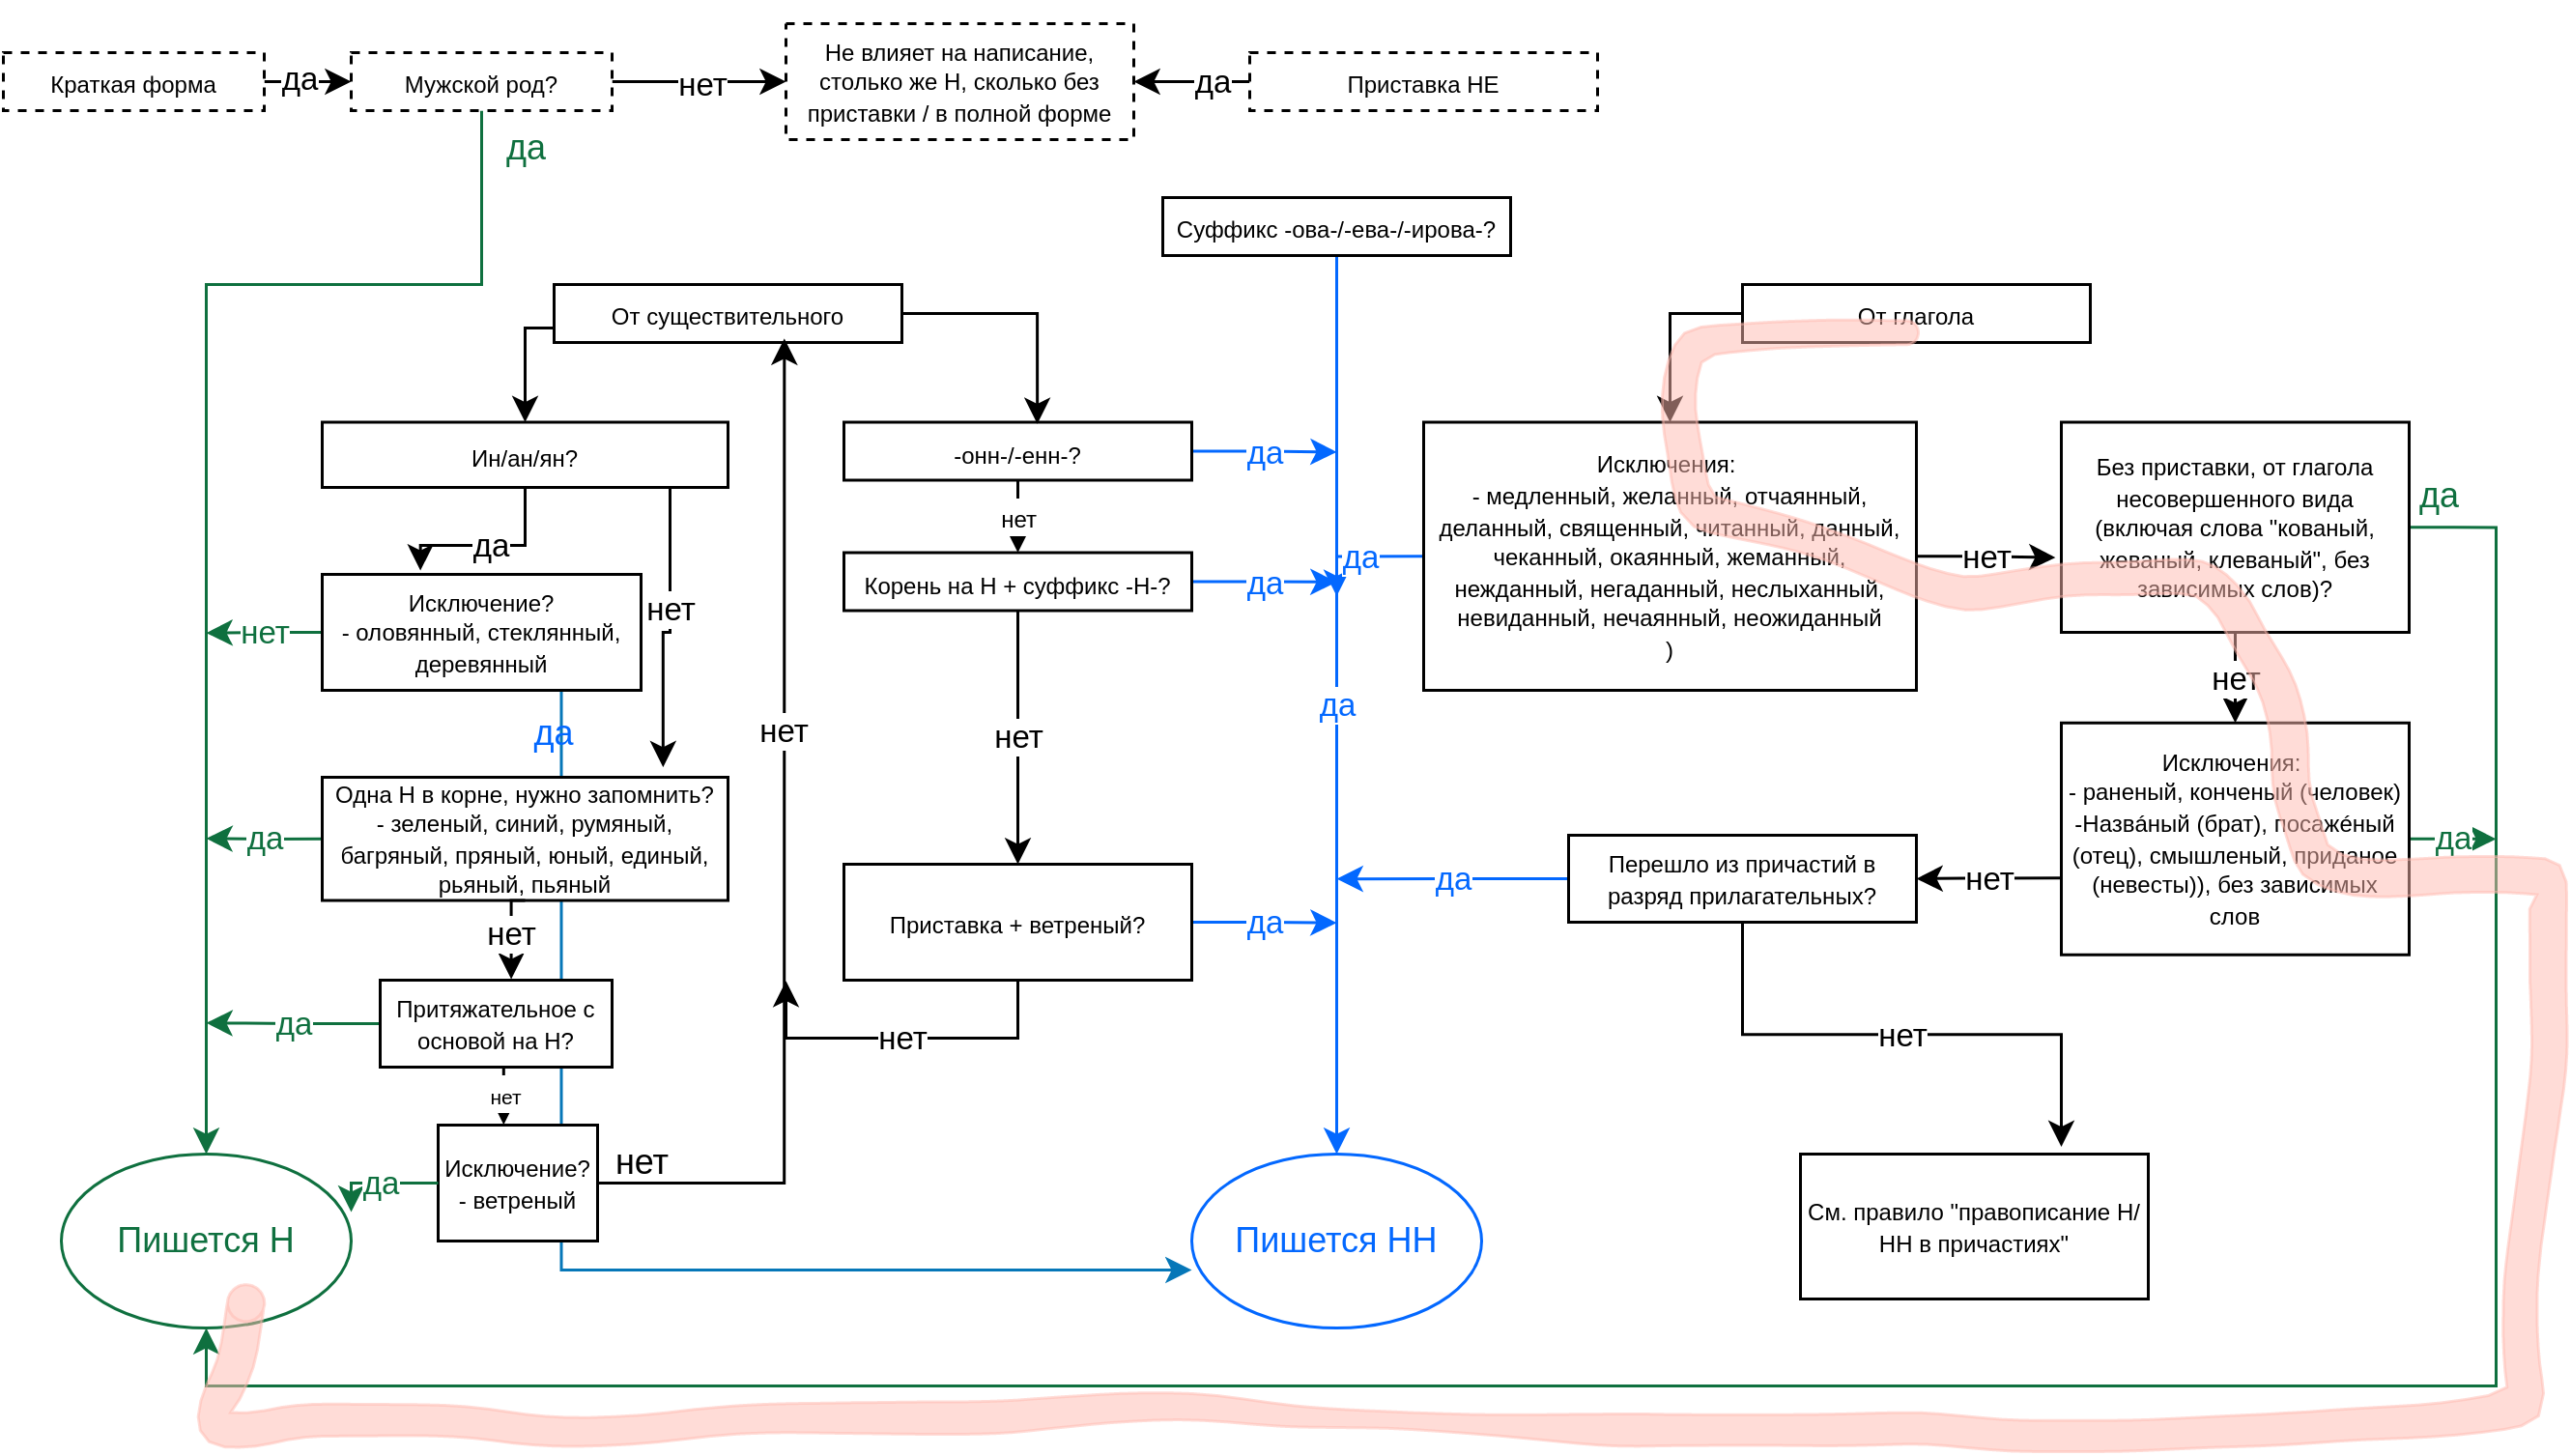 Краткая форма
да
Мужской род?
нет
Не влияет на написание,
столько же Н, сколько без
приставки / в полной форме
да
Приставка НЕ
да
Суффикс -ова-/-ева-/-ирова-?
От существительного
От глагола
Ин/ан/ян?
-онн-/-енн-?
да
нет
да
Исключения:
- медленный, желанный, отчаянный,
деланный, священный, читанный, данный,
чеканный, окаянный, жеманный,
нежданный, негаданный, неслыханный,
невиданный, нечаянный, неожиданный
)
да
нет
Без приставки, от глагола
несовершенного вида
(включая слова "кованый,
жеваный, клеваный", без
зависимых слов)?
да
Исключение?
- оловянный, стеклянный,
деревянный
нет
нет
да
Корень на Н + суффикс -Н-?
да
нет
нет
да
нет
Одна Н в корне, нужно запомнить?
- зеленый, синий, румяный,
багряный, пряный, юный, единый,
рьяный, пьяный
да
нет
Исключения:
- раненый, конченый (человек)
-Назва́ный (брат), посаже́ный
(отец), смышленый, приданое
(невесты)), без зависимых
слов
да
нет
Перешло из причастий в
разряд прилагательных?
да
Приставка + ветреный?
да
нет
нет
Притяжательное с
основой на Н?
да
нет
Исключение?
- ветреный
да
нет
Пишется Н
Пишется НН
См. правило "правописание Н/
НН в причастиях"